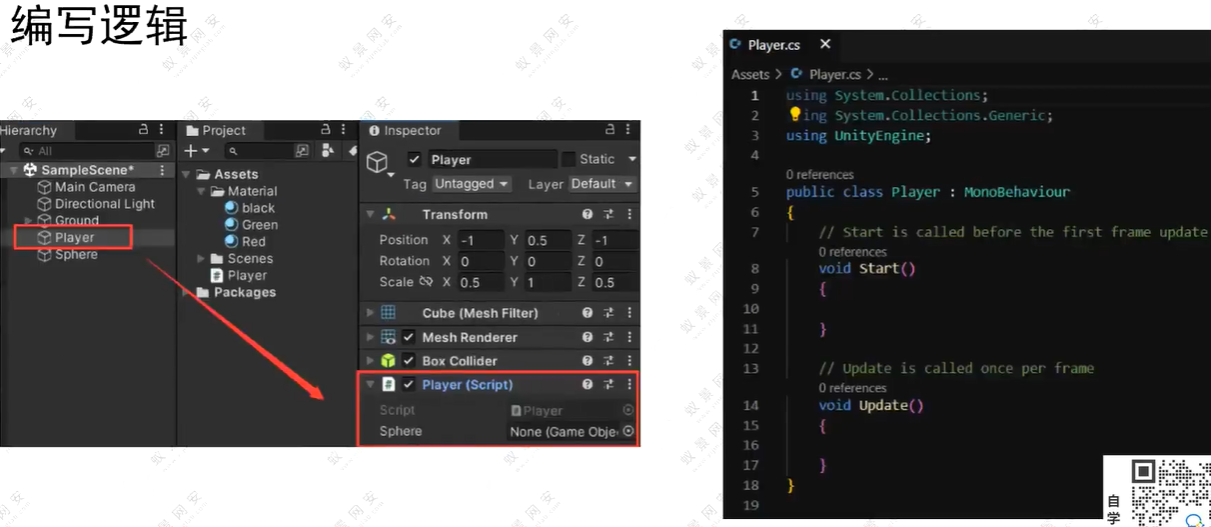 编写逻辑
Hierarchy
All
SampleScene*
Main Camera
Directional Light
Ground
Player
Sphere
Project
Assets
Material
black
Green
Red
Scenes
Player
Packages
Inspector
Player Static
Tag Untagged Layer Default
Transform
Position X -1 Y 0.5 Z -1
Rotation X 0 Y 0 Z 0
Scale X 0.5 Y 1 Z 0.5
Cube (Mesh Filter)
Mesh Renderer
Box Collider
Player (Script)
Script Player
Sphere None (Game Obje
Player.cs
Assets > Player.cs > ...
1 using System.Collections;
2 ing System.Collections.Generic;
3 using UnityEngine;
4
0 references
5 public class Player : MonoBehaviour
6 {
7 // Start is called before the first frame update
0 references
8 void Start()
9 {
10
11 }
12
13 // Update is called once per frame
0 references
14 void Update()
15 {
16
17 }
18 }
19
自
学
蚁景网安